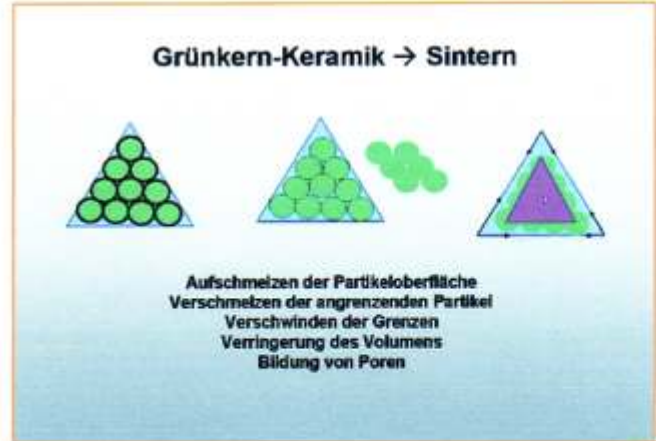 Grünkern-Keramik → Sintern
Aufschmelzen der Partikeloberfläche
Verschmelzen der angrenzenden Partikel
Verschwinden der Grenzen
Verringerung des Volumens
Bildung von Poren